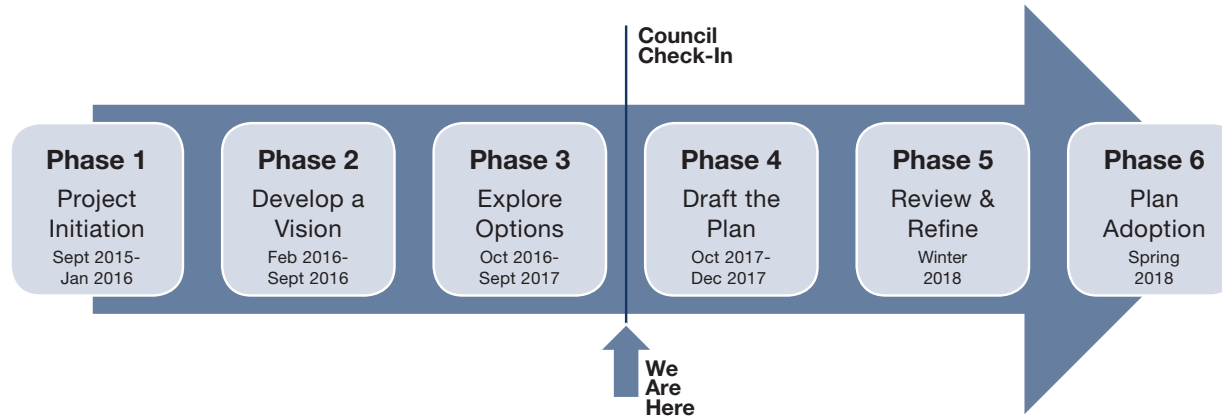 Council
Check-In
Phase 1
Project
Initiation
Sept 2015-
Jan 2016
Phase 2
Develop a
Vision
Feb 2016-
Sept 2016
Phase 3
Explore
Options
Oct 2016-
Sept 2017
Phase 4
Draft the
Plan
Oct 2017-
Dec 2017
Phase 5
Review &
Refine
Winter
2018
Phase 6
Plan
Adoption
Spring
2018
We
Are
Here